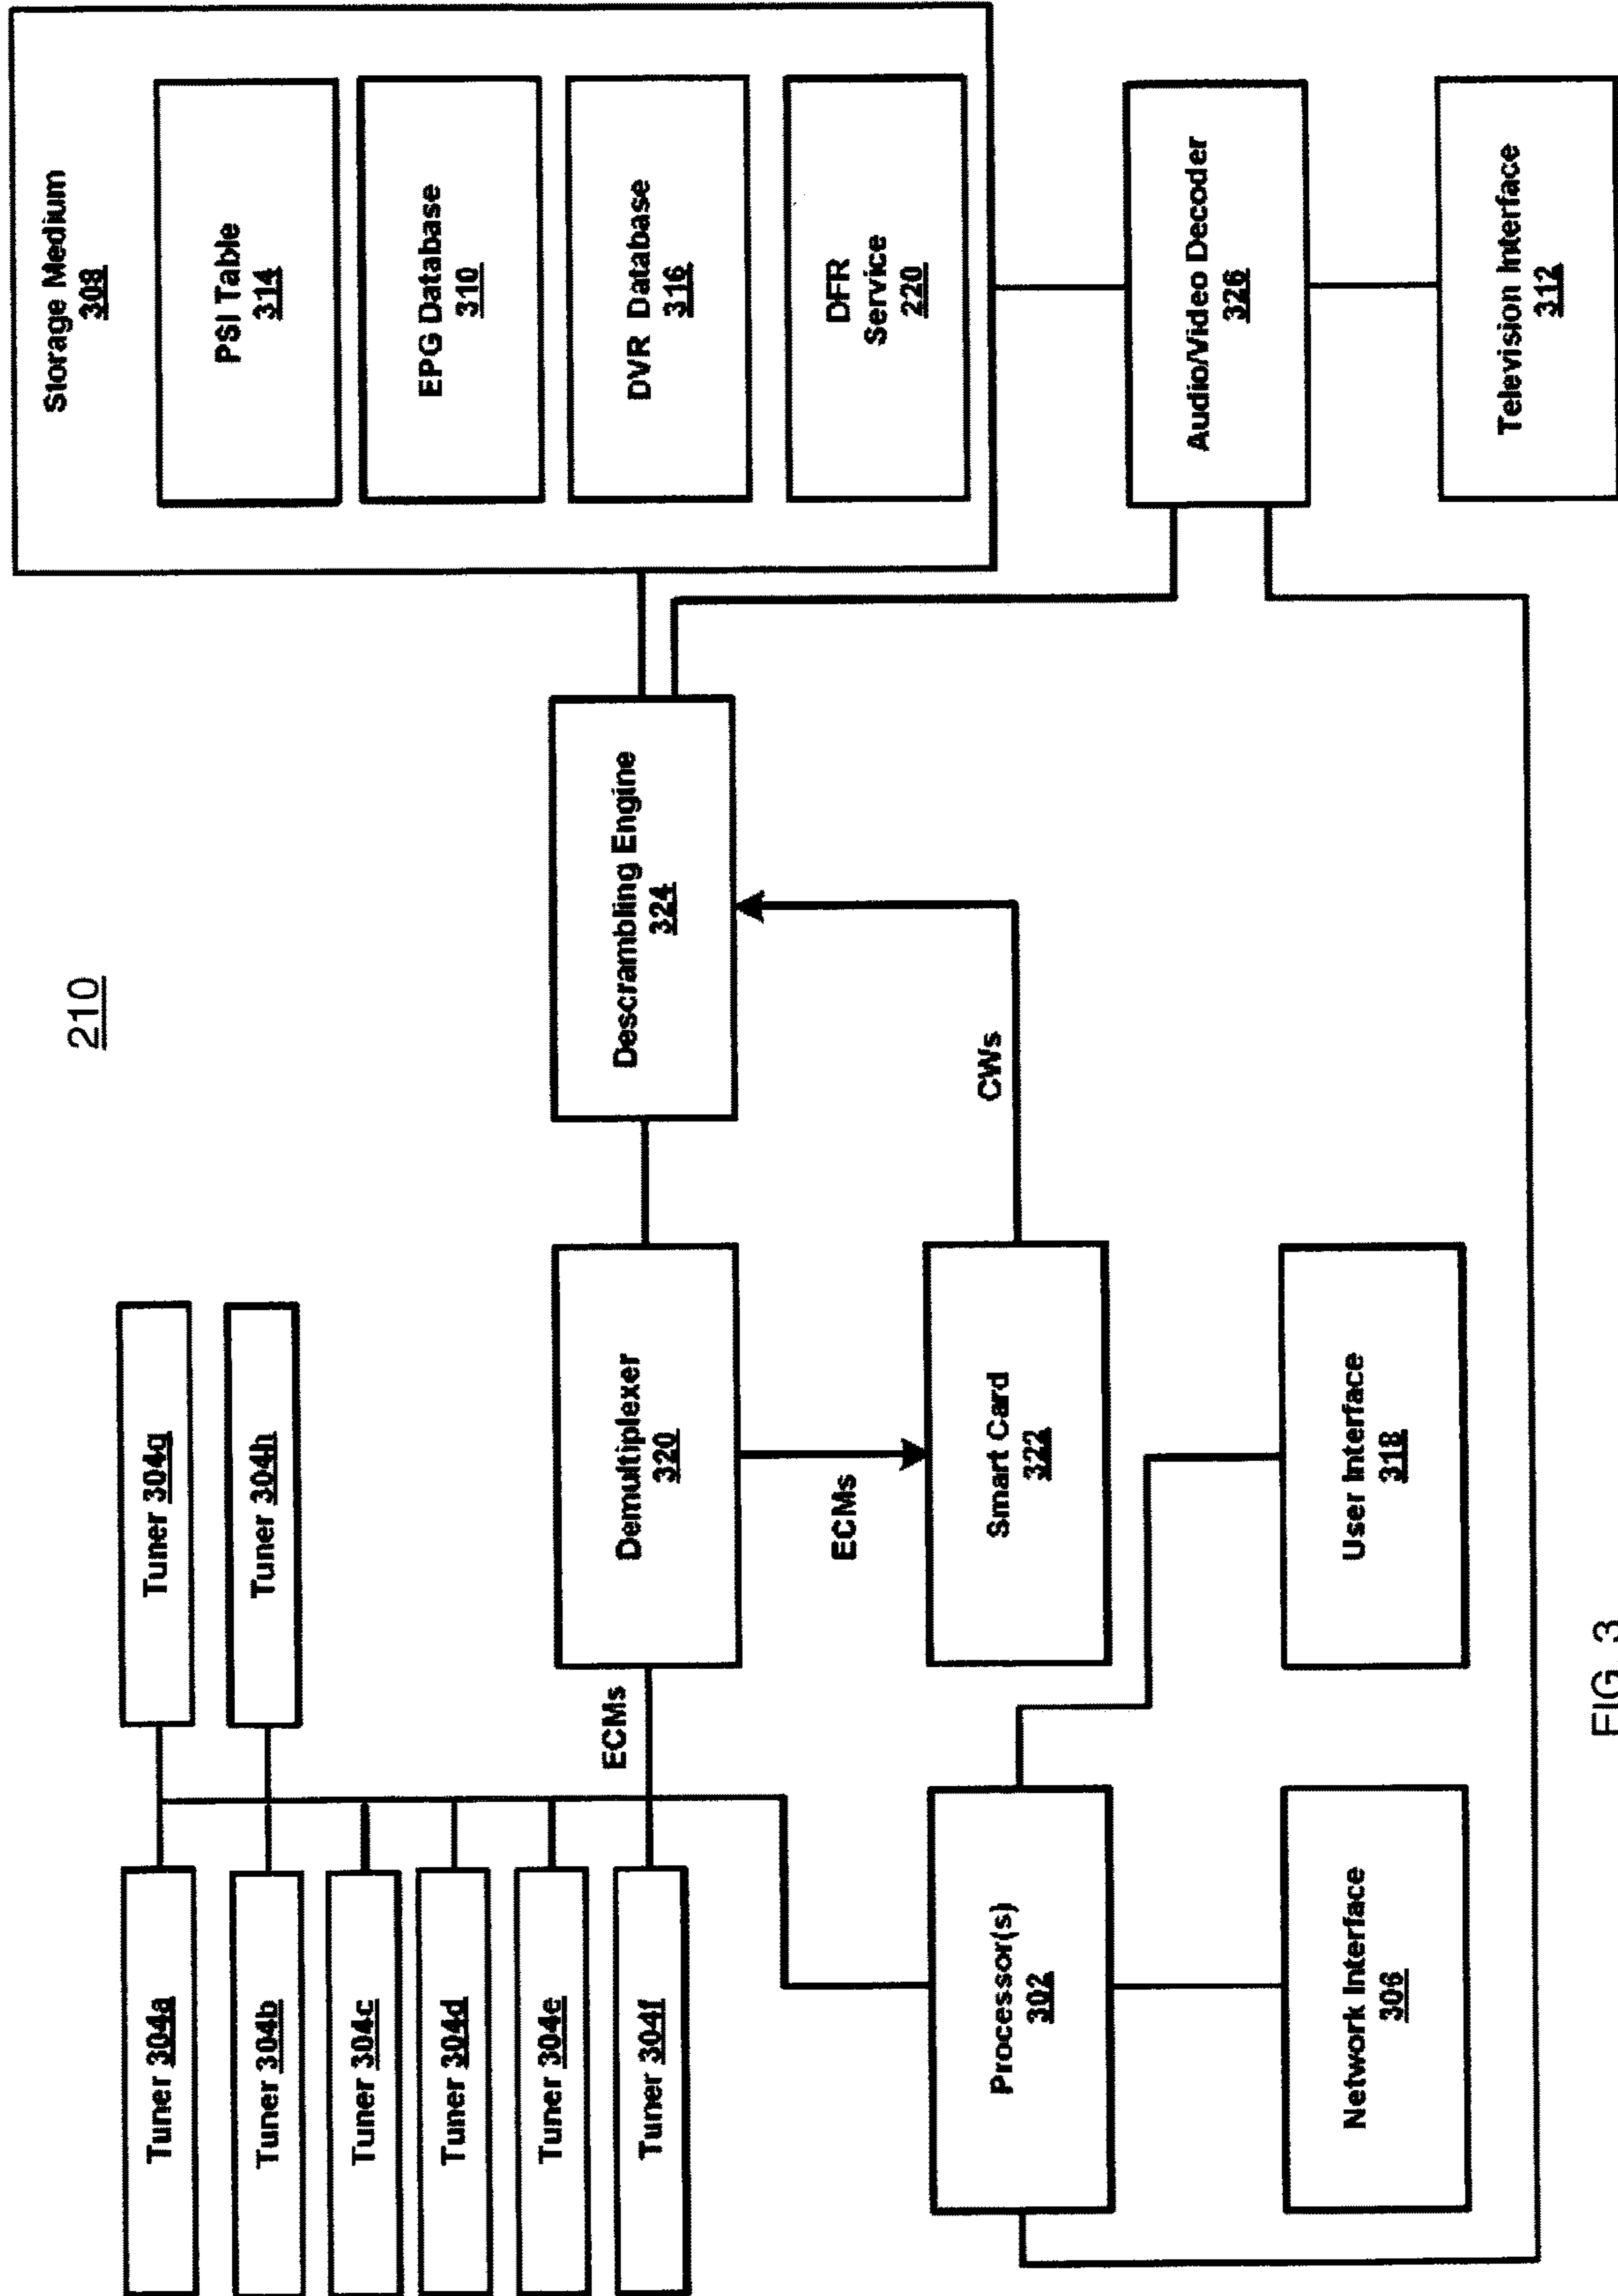 210
Tuner 304a
Tuner 304b
Tuner 304c
Tuner 304d
Tuner 304e
Tuner 304f
Tuner 304g
Tuner 304h
ECMs
Demultiplexer
320
ECMs
Smart Card
322
CWs
Descrambling Engine
324
Storage Medium
308
PSI Table
314
EPG Database
310
DVR Database
316
DFR
Service
220
Audio/Video Decoder
326
Television Interface
312
Processor(s)
302
Network Interface
306
User Interface
318
FIG. 3